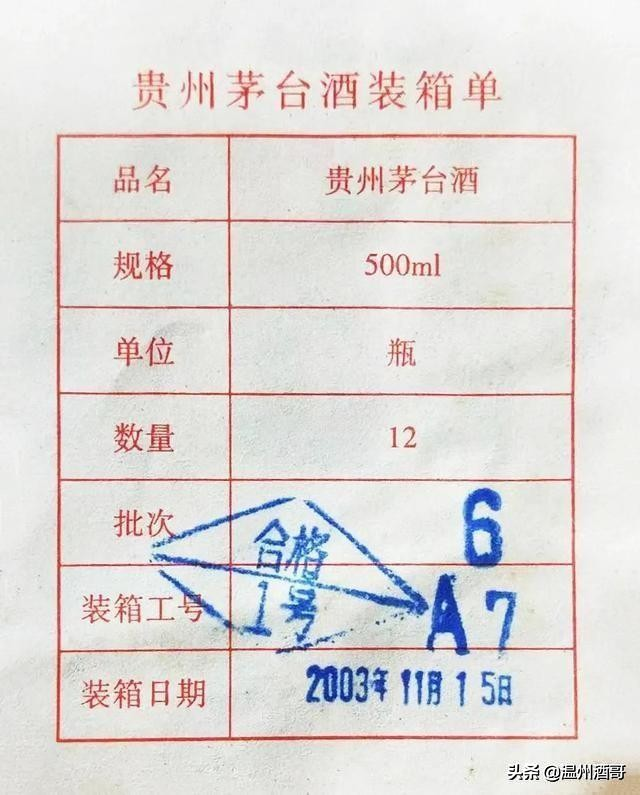 贵州茅台酒装箱单
品名 贵州茅台酒
规格 500ml
单位 瓶
数量 12
批次 6
合格
1号
装箱工号 A7
装箱日期 2003年11月15日
头条 @温州酒哥